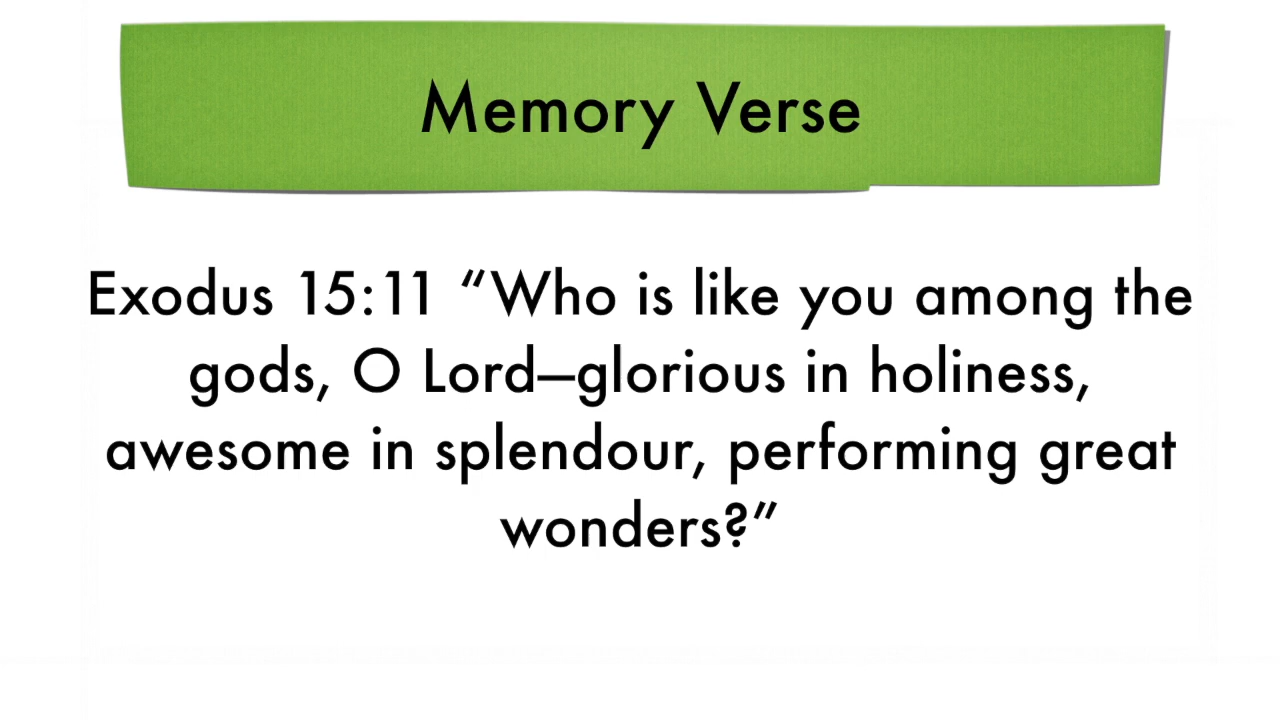 Memory Verse
Exodus 15:11 “Who is like you among the
gods, O Lord—glorious in holiness,
awesome in splendour, performing great
wonders?”